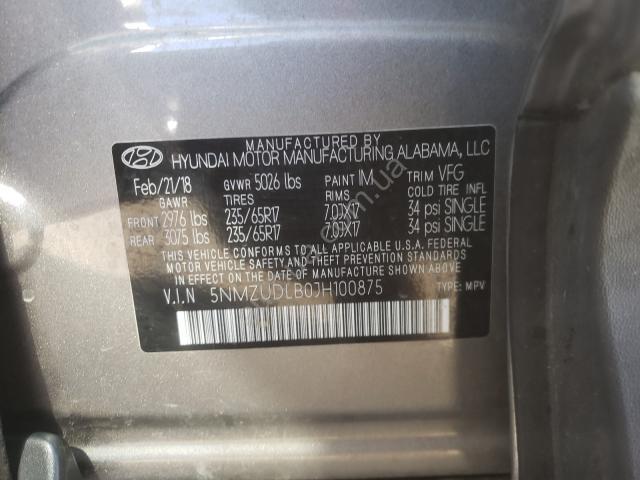 MANUFACTURED BY
HYUNDAI MOTOR MANUFACTURING ALABAMA, LLC
Feb/21/18 GVWR 5026 lbs PAINT IM TRIM VFG
GAWR TIRES RIMS COLD TIRE INFL
FRONT 2976 lbs 235/65R17 7.0JX17 34 psi SINGLE
REAR 3075 lbs 235/65R17 7.0JX17 34 psi SINGLE
THIS VEHICLE CONFORMS TO ALL APPLICABLE U.S.A. FEDERAL
MOTOR VEHICLE SAFETY AND THEFT PREVENTION STANDARDS
IN EFFECT ON THE DATE OF MANUFACTURE SHOWN ABOVE.
V.I.N 5NMZUDLB0JH100875 TYPE: MPV